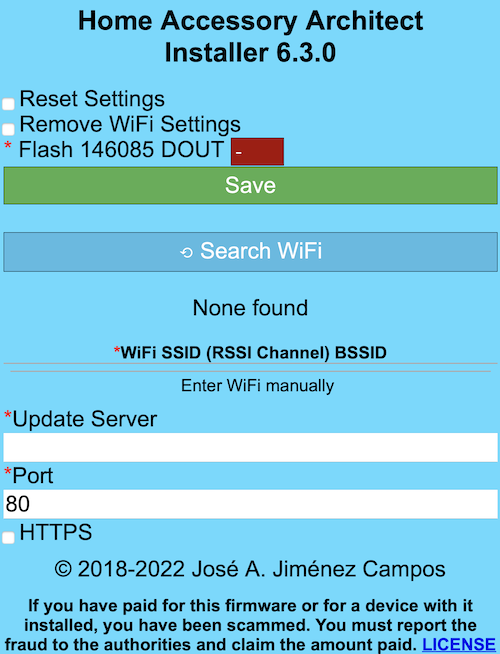 Home Accessory Architect
Installer 6.3.0
Reset Settings
Remove WiFi Settings
* Flash 146085 DOUT -
Save
⟲ Search WiFi
None found
*WiFi SSID (RSSI Channel) BSSID
Enter WiFi manually
*Update Server
*Port
80
HTTPS
© 2018-2022 José A. Jiménez Campos
If you have paid for this firmware or for a device with it
installed, you have been scammed. You must report the
fraud to the authorities and claim the amount paid. LICENSE